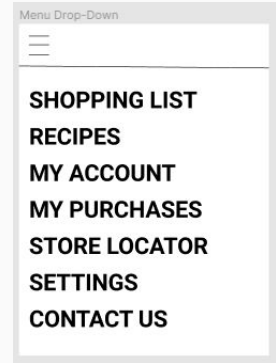 Menu Drop-Down
SHOPPING LIST
RECIPES
MY ACCOUNT
MY PURCHASES
STORE LOCATOR
SETTINGS
CONTACT US